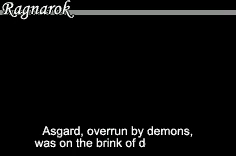 Ragnarok
Asgard, overrun by demons,
was on the brink of d